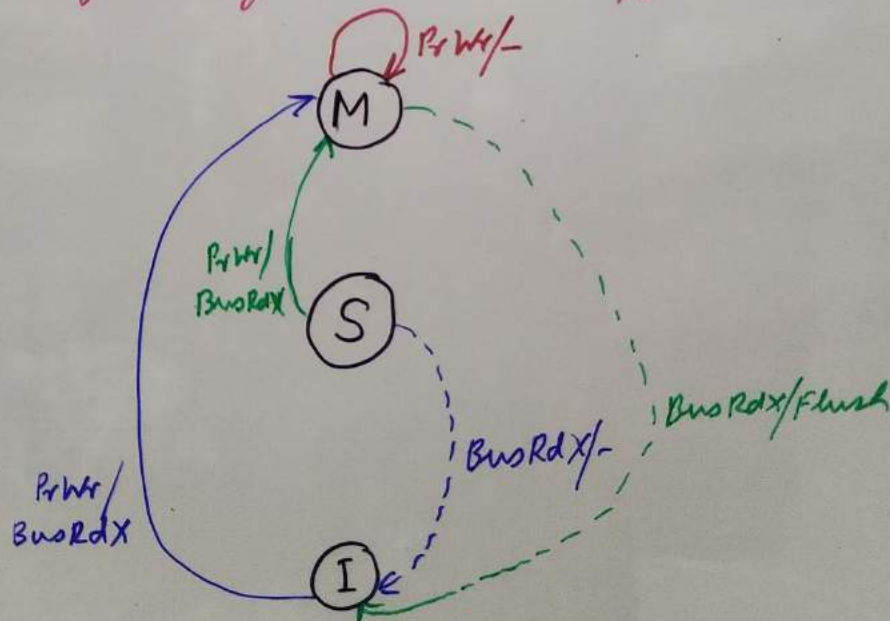 PrWr/-
M
PrWr/
BusRdX
S
BusRdX/Flush
BusRdX/-
PrWr/
BusRdX
I